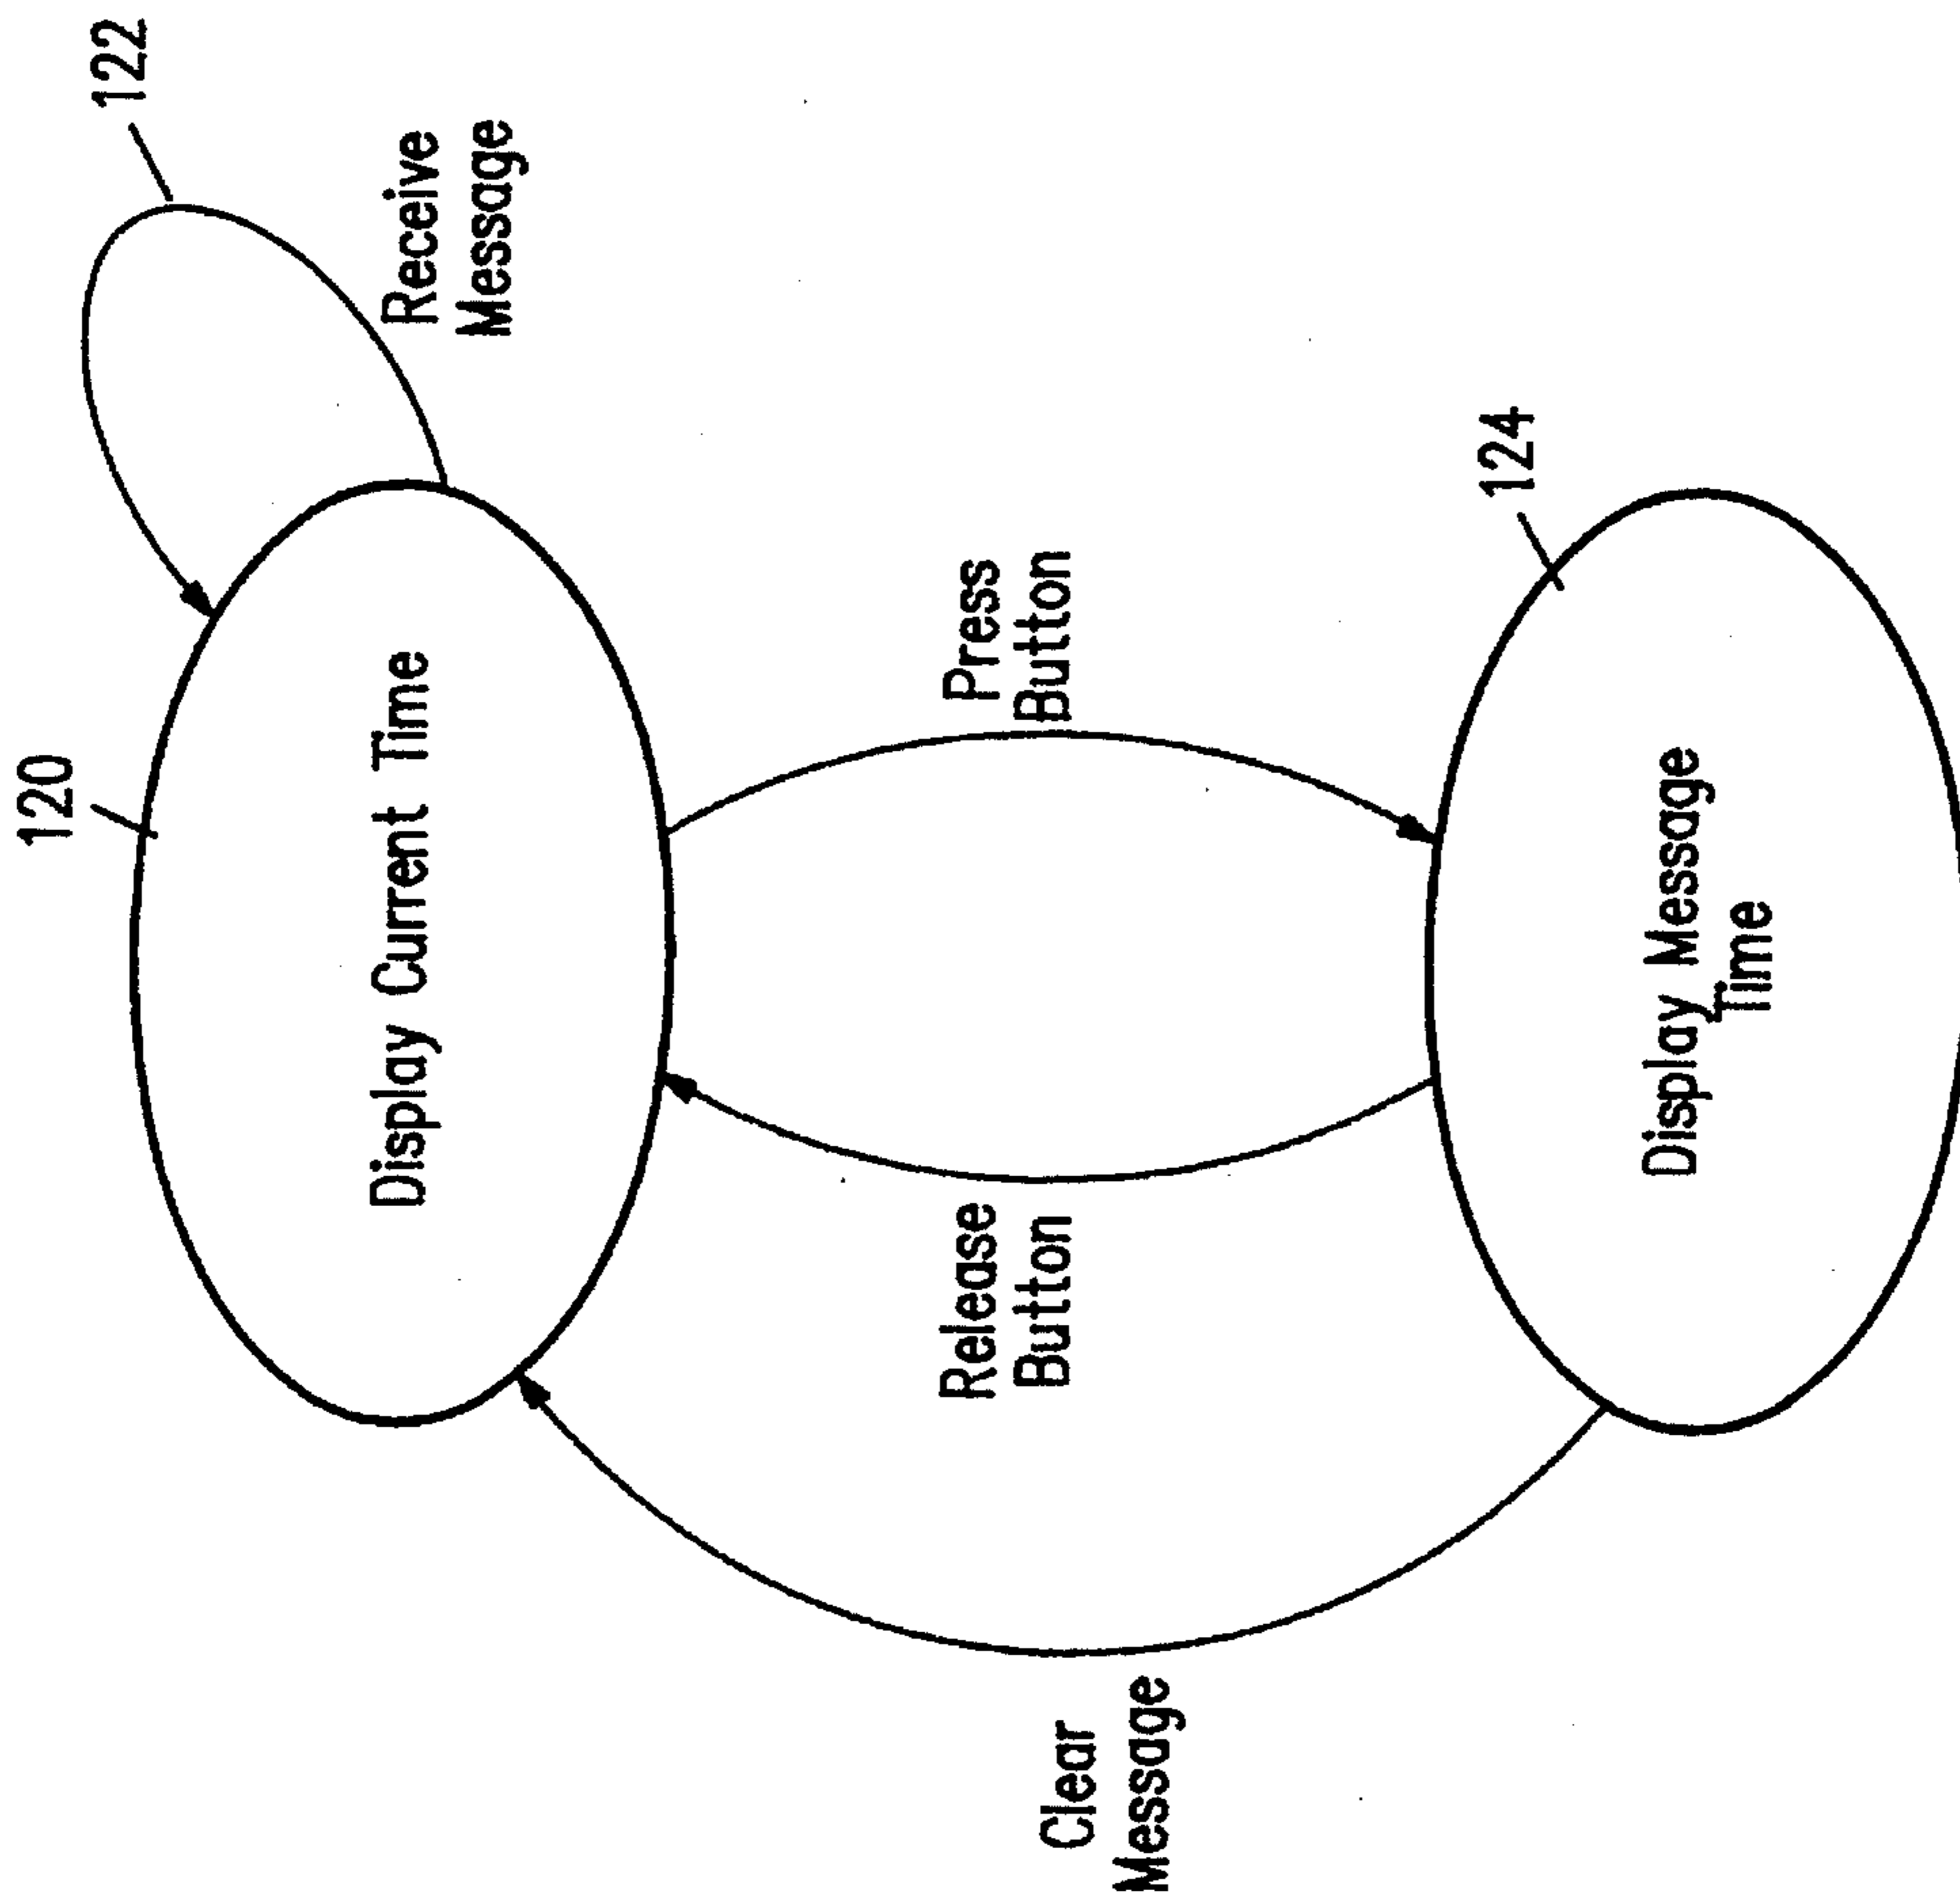 120
122
Display Current Time
Receive
Message
Clear
Message
Release
Button
Press
Button
124
Display Message
Time